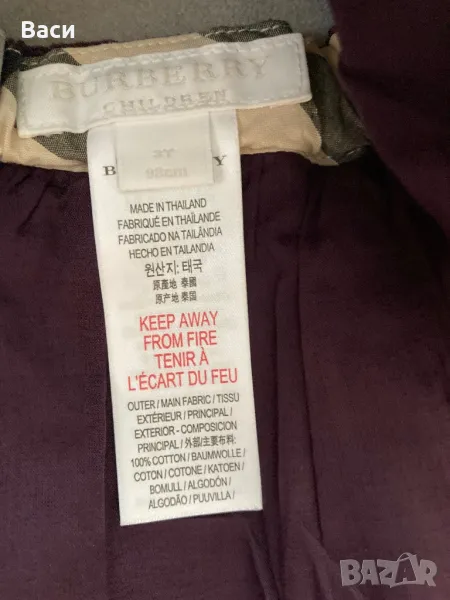 Васи
BURBERRY
CHILDREN
3Y
98cm
B Y
MADE IN THAILAND
FABRIQUÉ EN THAÏLANDE
FABRICADO NA TAILÂNDIA
HECHO EN TAILANDIA
원산지: 태국
原產地 泰國
原产地 泰国
KEEP AWAY
FROM FIRE
TENIR À
L'ÉCART DU FEU
OUTER / MAIN FABRIC / TISSU
EXTÉRIEUR / PRINCIPAL /
EXTERIOR - COMPOSICION
PRINCIPAL / 外部/主要布料:
100% COTTON / BAUMWOLLE /
COTON / COTONE / KATOEN /
BOMULL / ALGODÓN /
ALGODÃO / PUUVILLA /
BAZAR